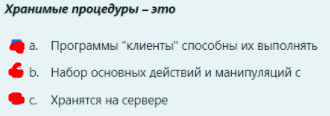 Хранимые процедуры – это
a. Программы "клиенты" способны их выполнять
b. Набор основных действий и манипуляций с
c. Хранятся на сервере